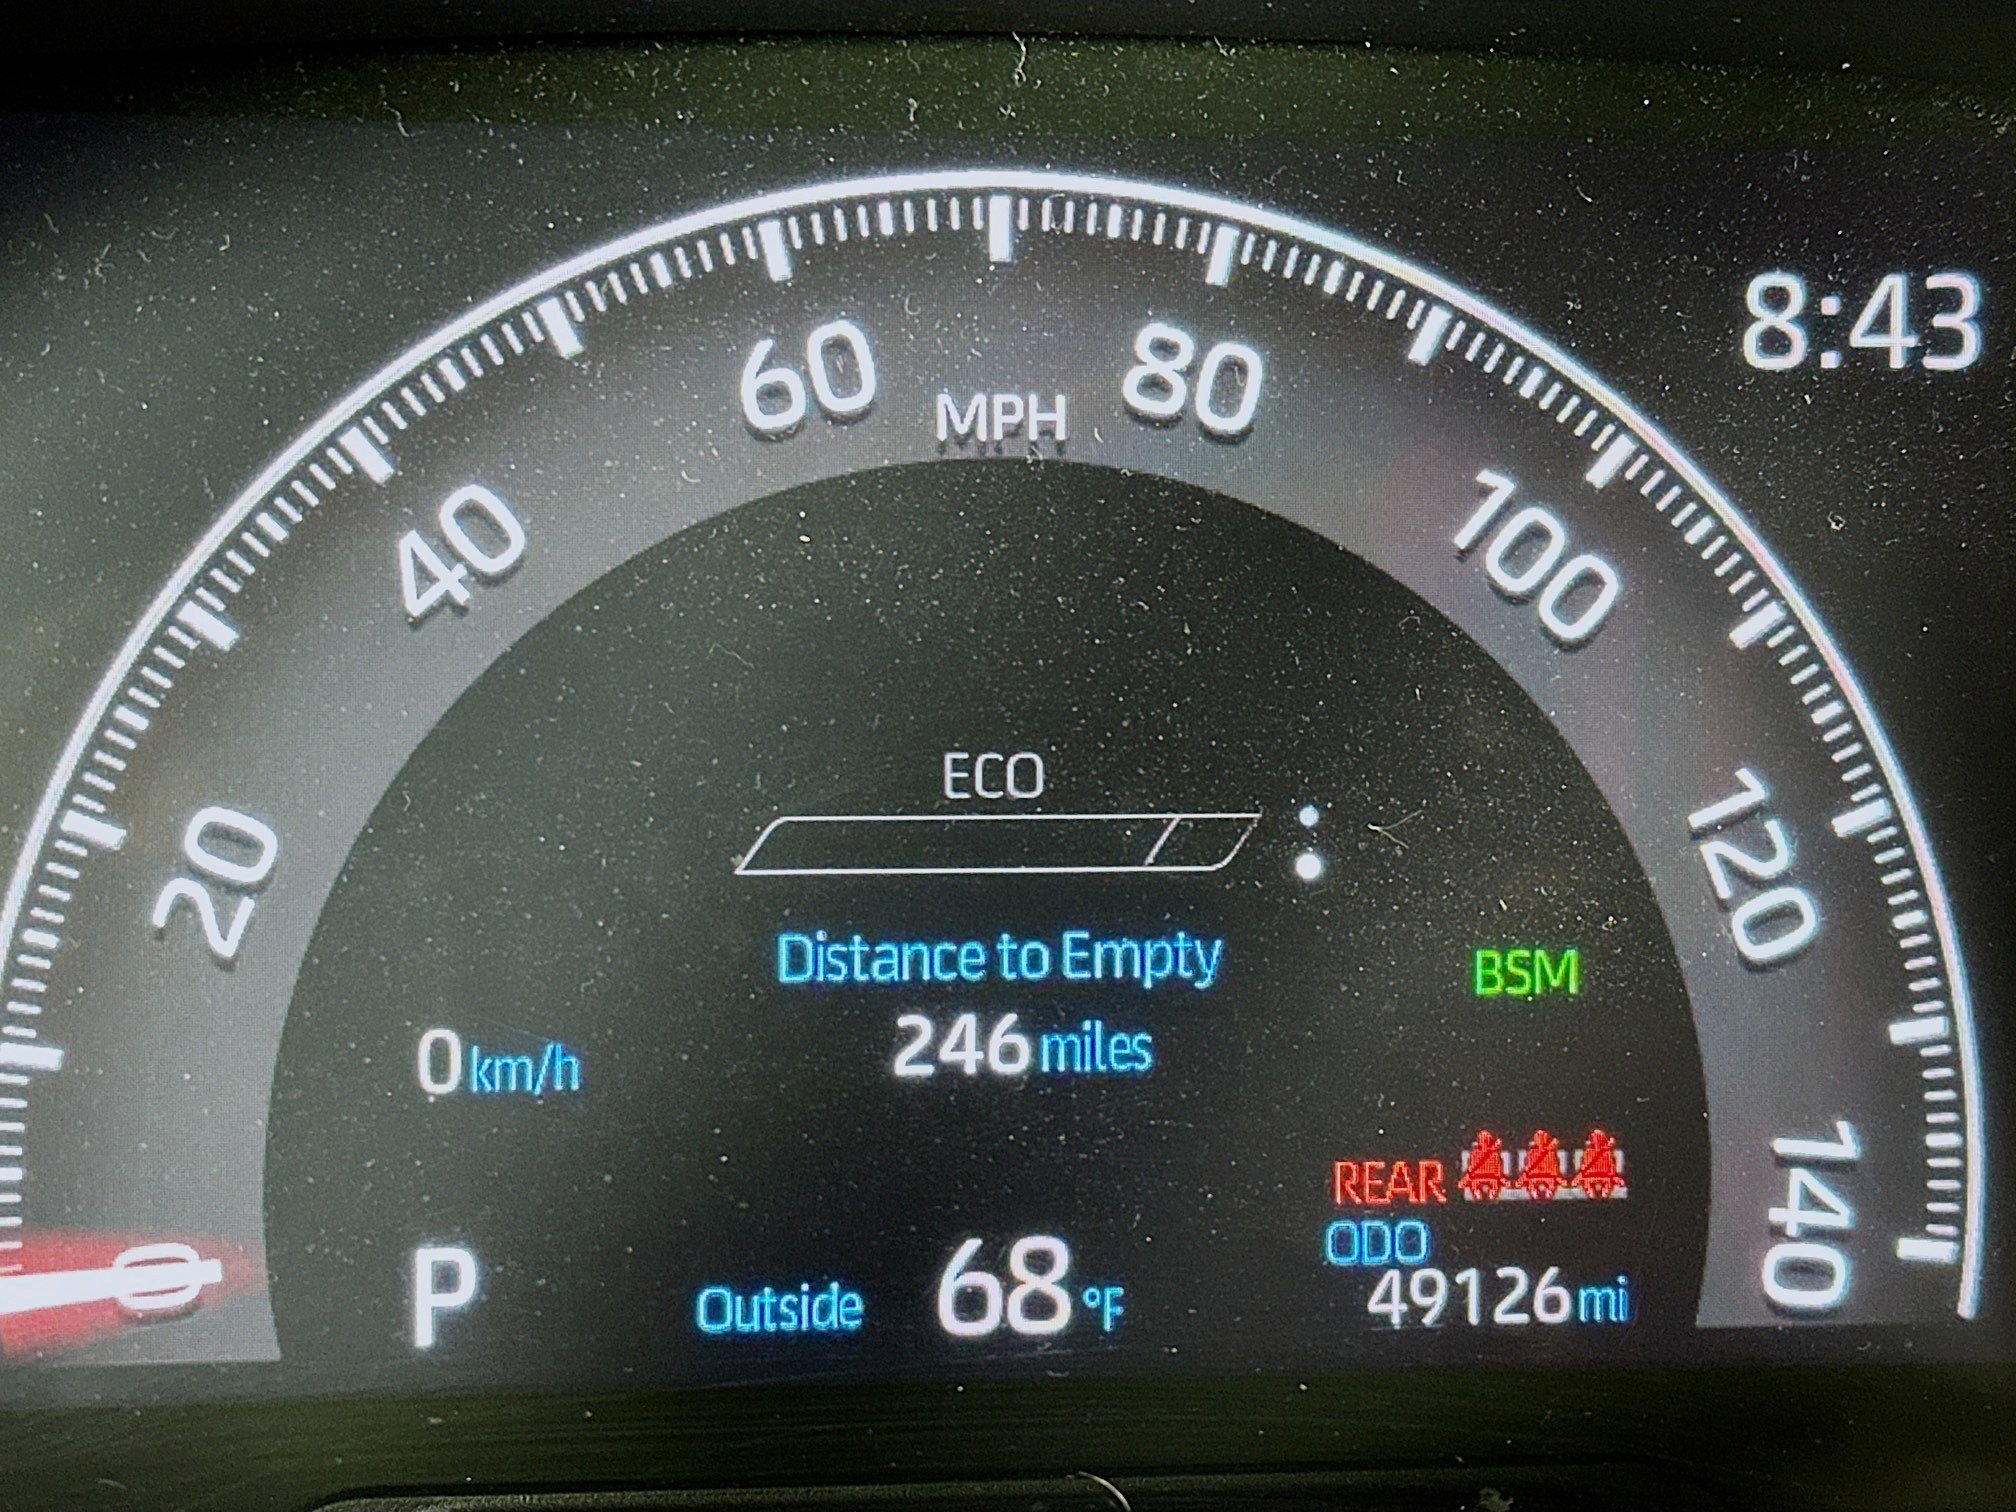 8:43
60 MPH 80
40 100
20 120
0 140
ECO
Distance to Empty
246 miles
BSM
0 km/h
REAR
ODO
49126 mi
P
Outside 68 °F